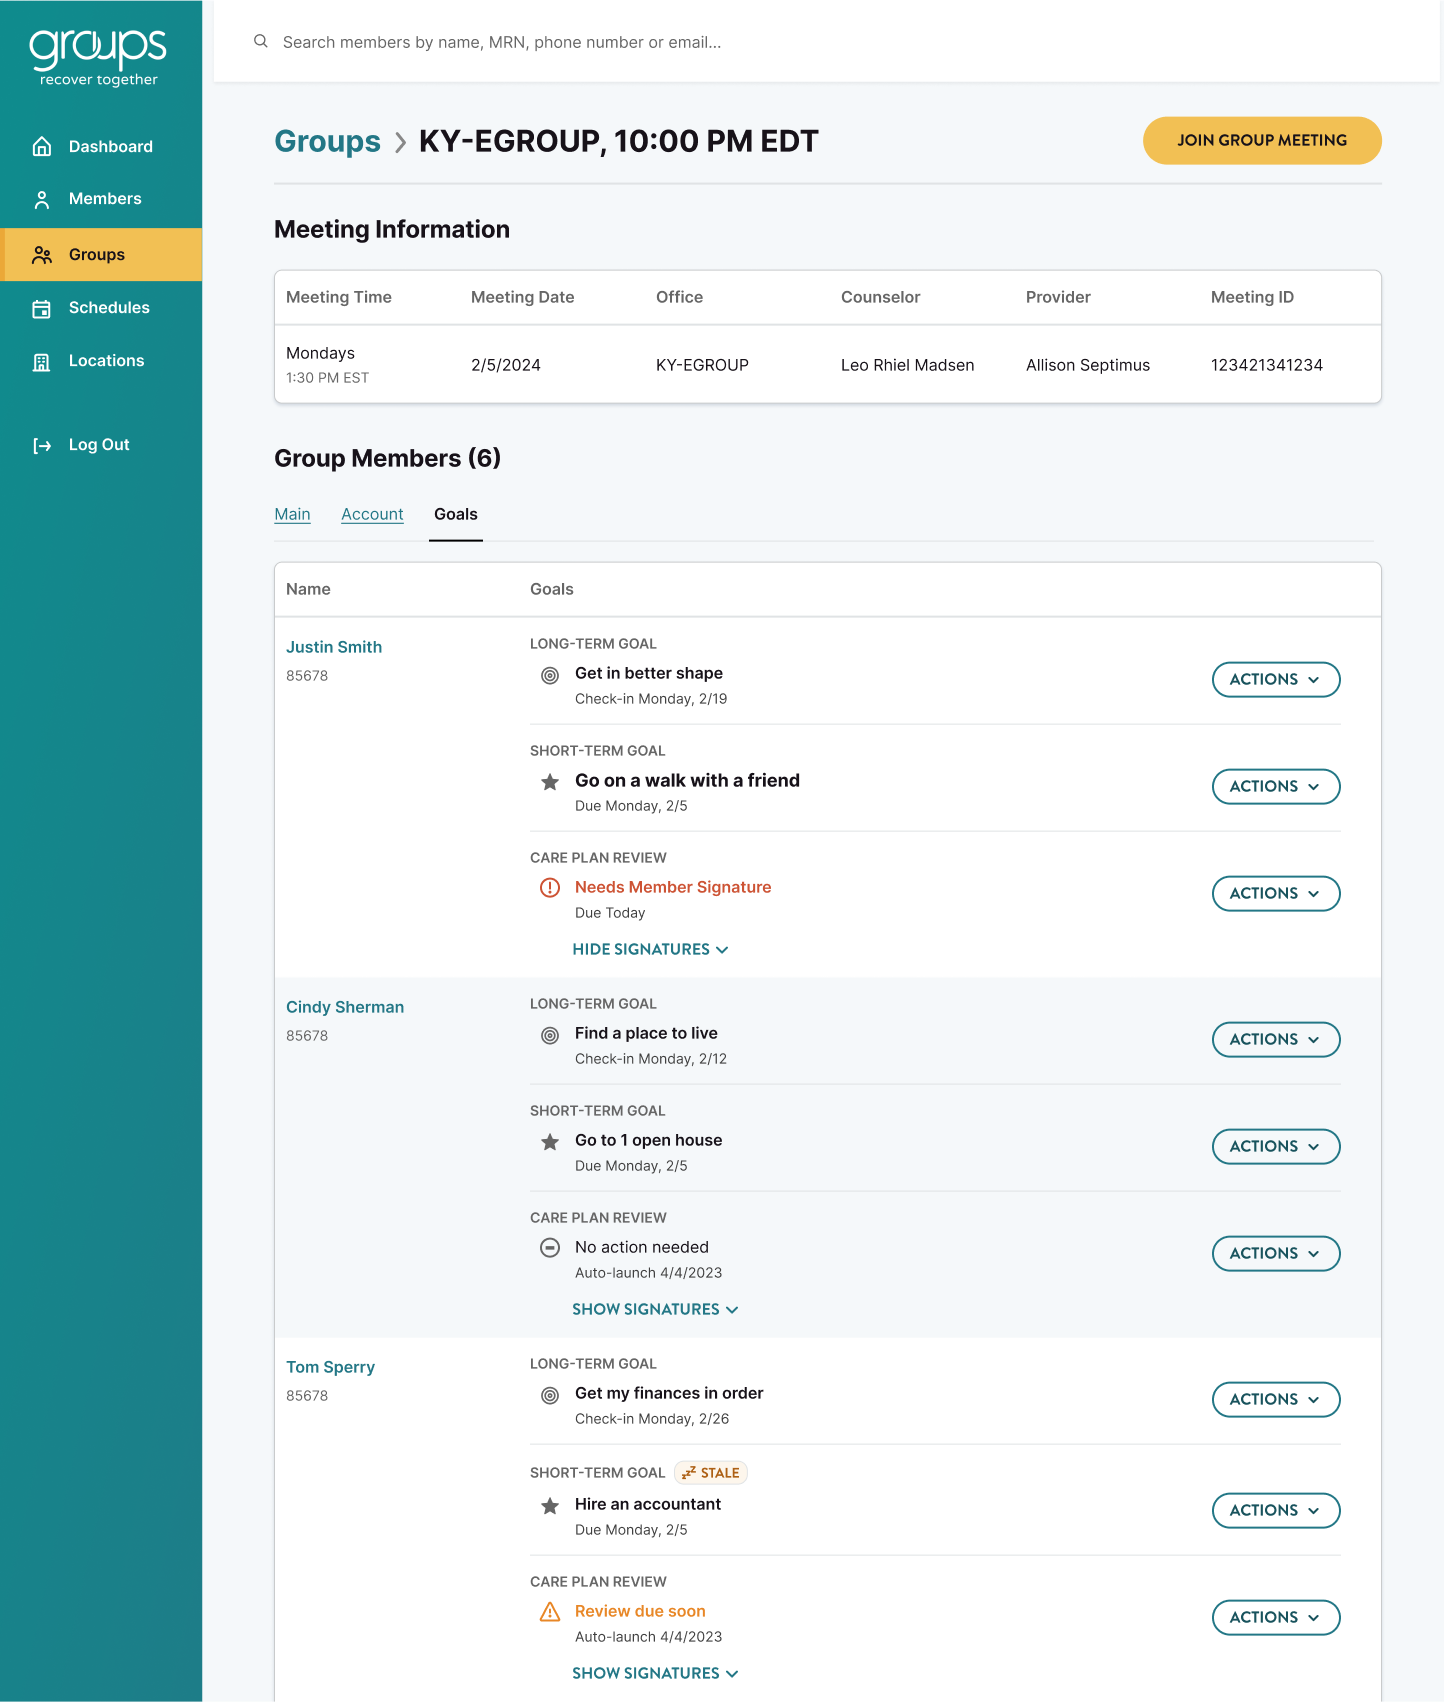 groups
recover together
Dashboard
Members
Groups
Schedules
Locations
Log Out
Search members by name, MRN, phone number or email...
Groups > KY-EGROUP, 10:00 PM EDT
JOIN GROUP MEETING
Meeting Information
Meeting Time Meeting Date Office Counselor Provider Meeting ID
Mondays
1:30 PM EST
2/5/2024 KY-EGROUP Leo Rhiel Madsen Allison Septimus 123421341234
Group Members (6)
Main Account Goals
Name Goals
Justin Smith
85678
LONG-TERM GOAL
Get in better shape
Check-in Monday, 2/19
ACTIONS
SHORT-TERM GOAL
Go on a walk with a friend
Due Monday, 2/5
ACTIONS
CARE PLAN REVIEW
Needs Member Signature
Due Today
ACTIONS
HIDE SIGNATURES
Cindy Sherman
85678
LONG-TERM GOAL
Find a place to live
Check-in Monday, 2/12
ACTIONS
SHORT-TERM GOAL
Go to 1 open house
Due Monday, 2/5
ACTIONS
CARE PLAN REVIEW
No action needed
Auto-launch 4/4/2023
ACTIONS
SHOW SIGNATURES
Tom Sperry
85678
LONG-TERM GOAL
Get my finances in order
Check-in Monday, 2/26
ACTIONS
SHORT-TERM GOAL STALE
Hire an accountant
Due Monday, 2/5
ACTIONS
CARE PLAN REVIEW
Review due soon
Auto-launch 4/4/2023
ACTIONS
SHOW SIGNATURES